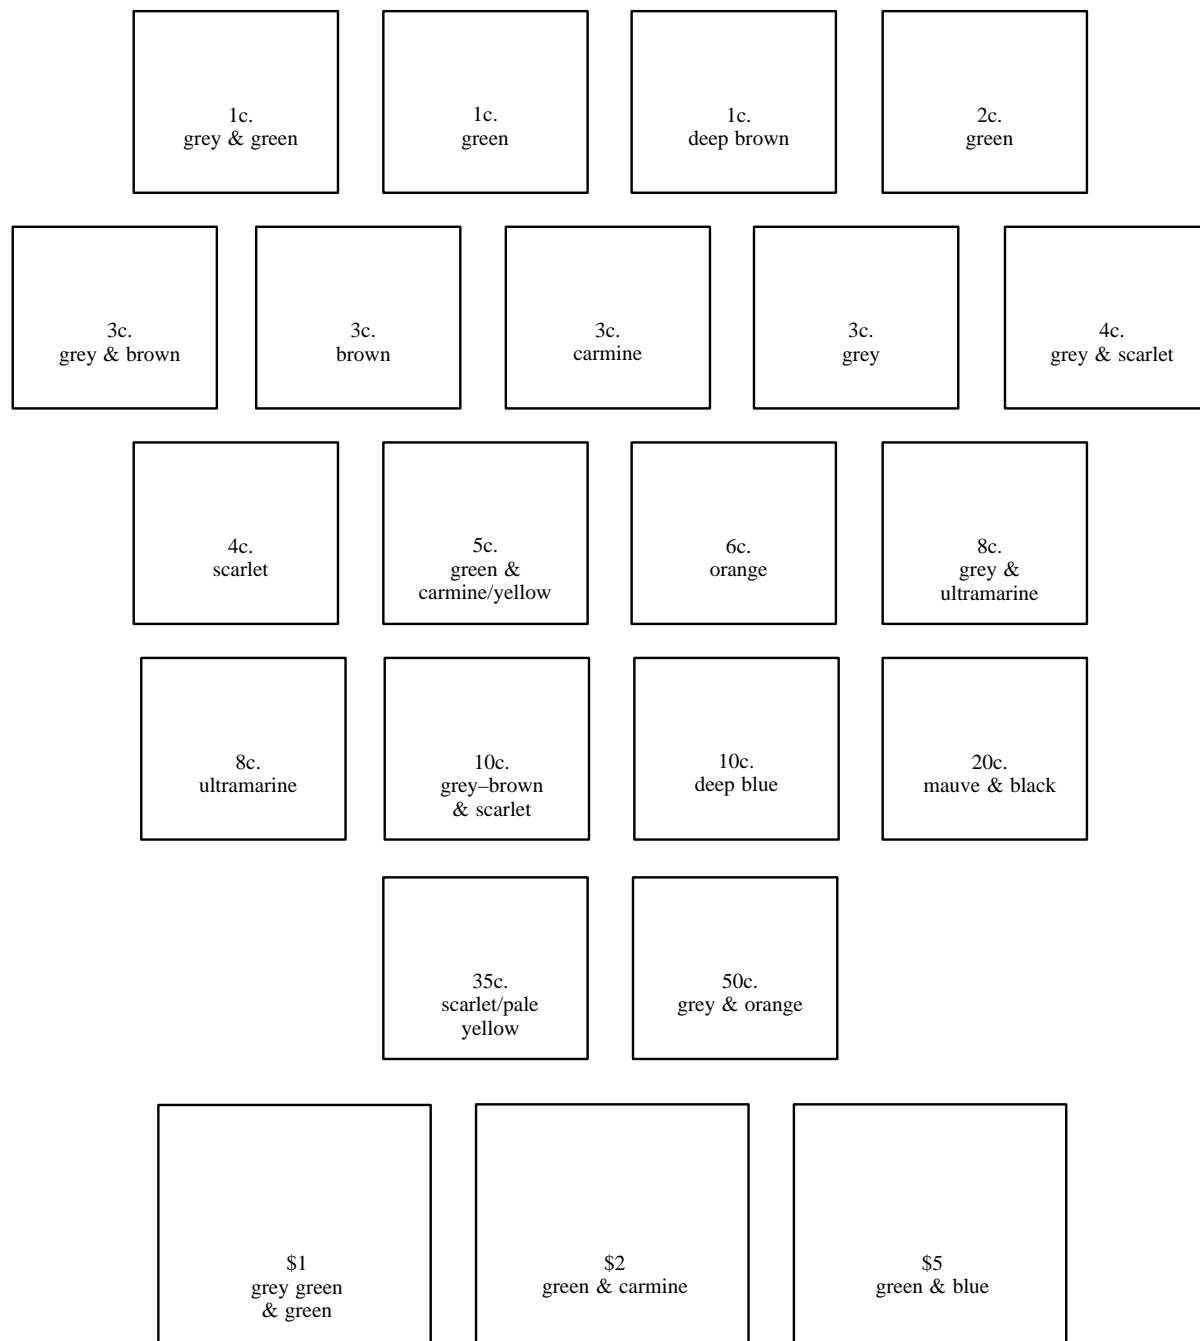 1c.
grey & green
1c.
green
1c.
deep brown
2c.
green
3c.
grey & brown
3c.
brown
3c.
carmine
3c.
grey
4c.
grey & scarlet
4c.
scarlet
5c.
green &
carmine/yellow
6c.
orange
8c.
grey &
ultramarine
8c.
ultramarine
10c.
grey–brown
& scarlet
10c.
deep blue
20c.
mauve & black
35c.
scarlet/pale
yellow
50c.
grey & orange
$1
grey green
& green
$2
green & carmine
$5
green & blue